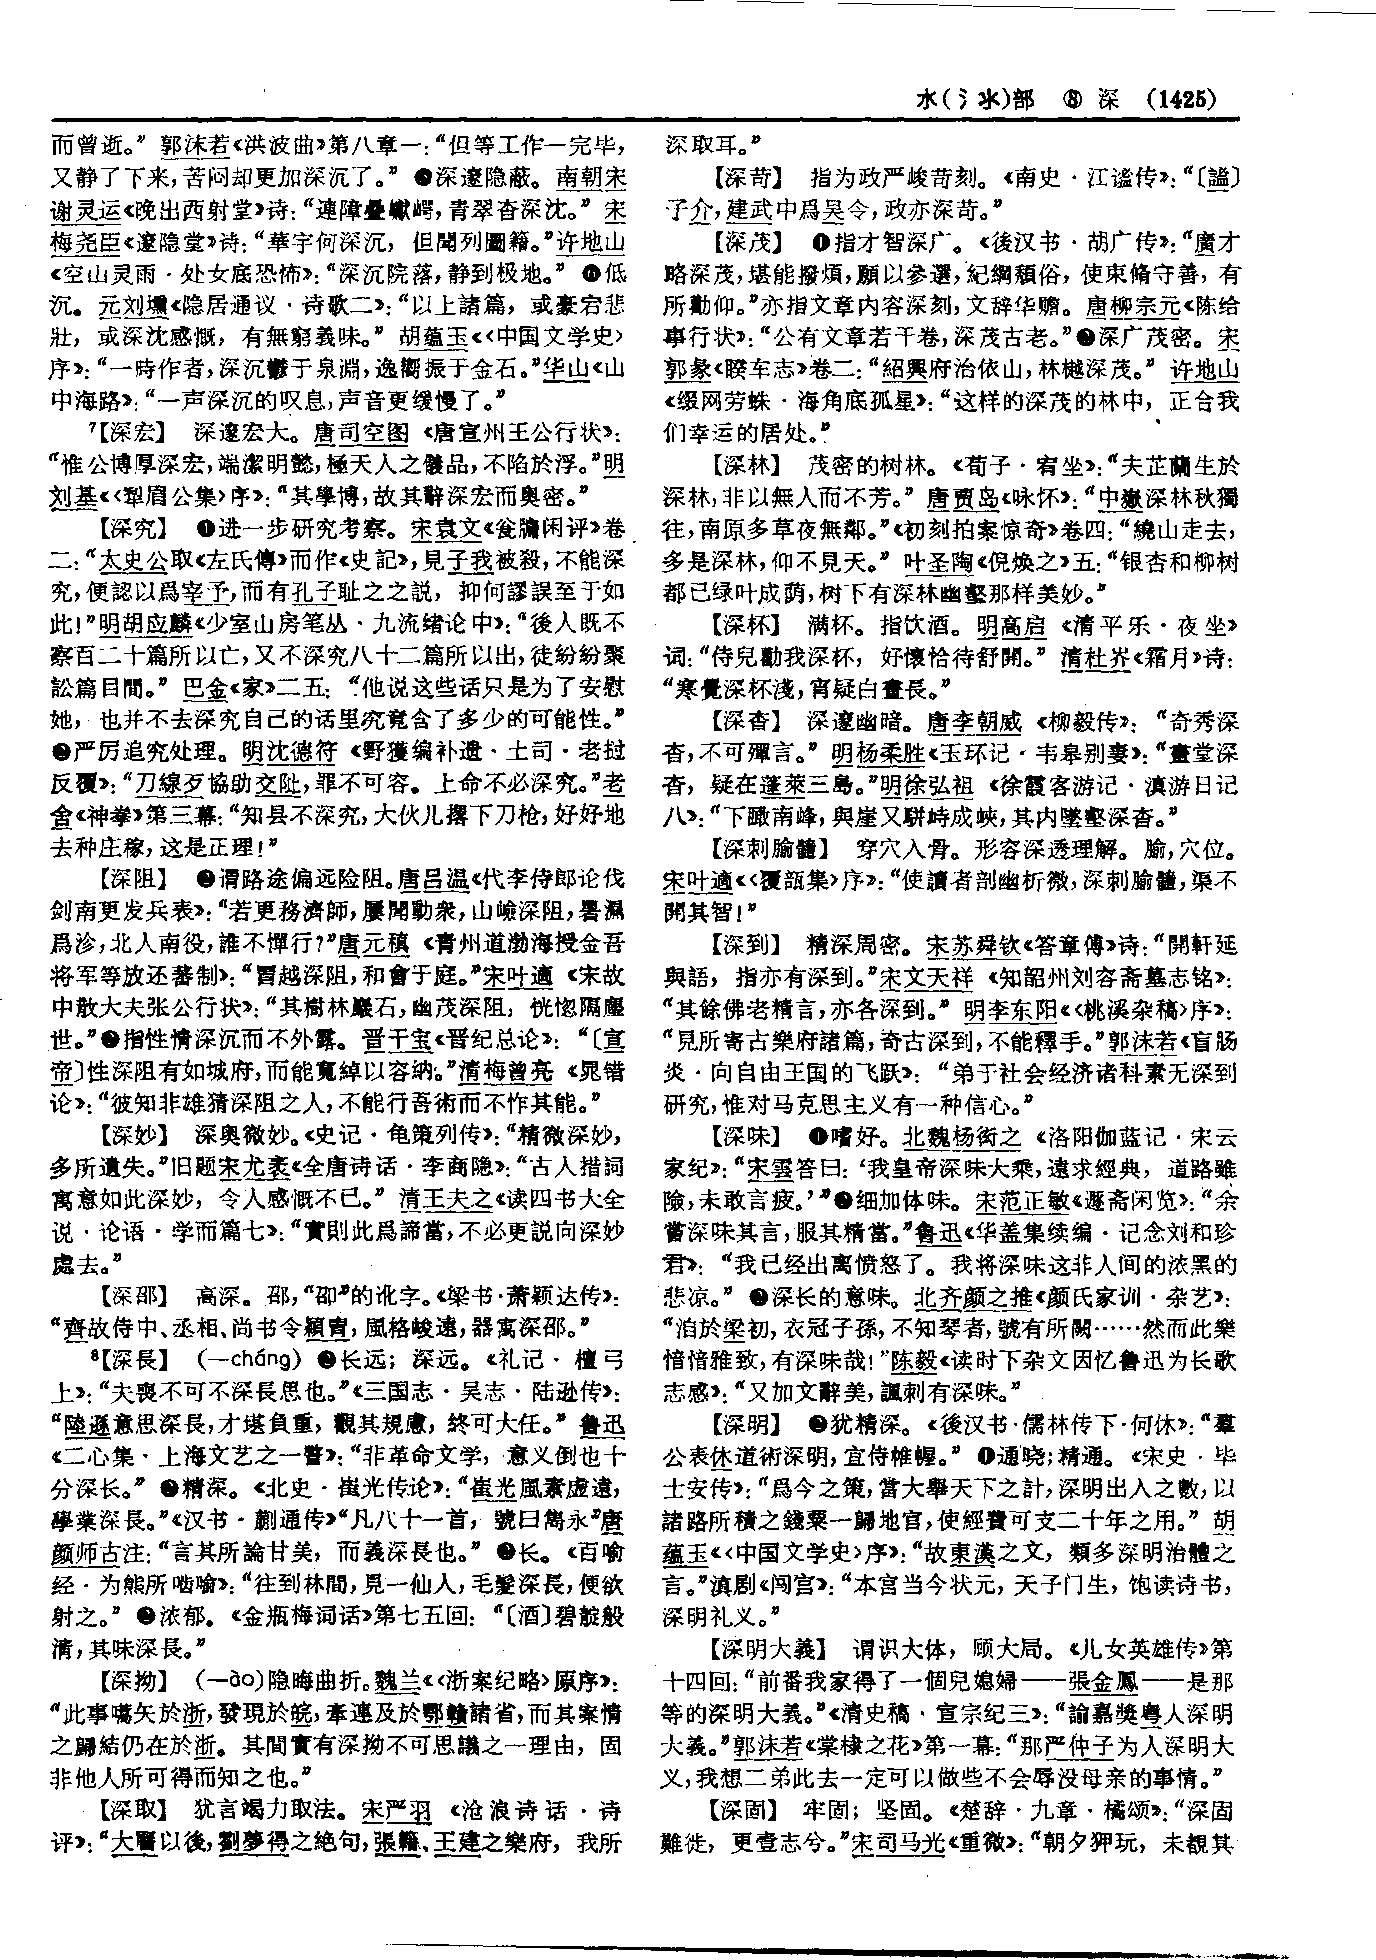 水(氵氺)部 ⑧ 深 (1425)
而曾逝。”郭沫若《洪波曲》第八章一：“但等工作一完毕，
又静了下来，苦闷却更加深沉了。”❾深邃隐蔽。南朝宋
谢灵运《晚出西射堂》诗：“連障疊巘崿，青翠杳深沈。”宋
梅尧臣《邃隐堂》诗：“華宇何深沉，但聞列圖籍。”许地山
《空山灵雨·处女底恐怖》：“深沉院落，静到极地。”❿低
沉。元刘壎《隐居通议·诗歌二》：“以上諸篇，或豪宕悲
壯，或深沈感慨，有無窮義味。”胡蕴玉《〈中国文学史〉
序》：“一時作者，深沉鬱于泉淵，逸嚮振于金石。”华山《山
中海路》：“一声深沉的叹息，声音更缓慢了。”
7【深宏】 深邃宏大。唐司空图《唐宣州王公行状》：
“惟公博厚深宏，端潔明懿，極天人之儀品，不陷於浮。”明
刘基《〈犁眉公集〉序》：“其學博，故其辭深宏而奥密。”
【深究】 ❶进一步研究考察。宋袁文《瓮牖闲评》卷
二：“太史公取《左氏傳》而作《史記》，見子我被殺，不能深
究，便認以爲宰予，而有孔子耻之之説，抑何謬誤至于如
此！”明胡应麟《少室山房笔丛·九流绪论中》：“後人既不
察百二十篇所以亡，又不深究八十二篇所以出，徒紛紛聚
訟篇目間。”巴金《家》二五：“他说这些话只是为了安慰
她，也并不去深究自己的话里究竟含了多少的可能性。”
❷严厉追究处理。明沈德符《野獲编补遗·土司·老挝
反覆》：“刀線歹協助交阯，罪不可容。上命不必深究。”老
舍《神拳》第三幕：“知县不深究，大伙儿撂下刀枪，好好地
去种庄稼，这是正理！”
【深阻】 ❶谓路途偏远险阻。唐吕温《代李侍郎论伐
剑南更发兵表》：“若更務濟師，屢聞動衆，山嶮深阻，暑濕
爲沴，北人南役，誰不憚行？”唐元稹《青州道渤海授金吾
将军等放还蕃制》：“冒越深阻，和會于庭。”宋叶適《宋故
中散大夫张公行状》：“其樹林巖石，幽茂深阻，恍惚隔塵
世。”❷指性情深沉而不外露。晋干宝《晋纪总论》：“〔宣
帝〕性深阻有如城府，而能寬綽以容納。”清梅曾亮《晁错
论》：“彼知非雄猜深阻之人，不能行吾術而不怍其能。”
【深妙】 深奥微妙。《史记·龟策列传》：“精微深妙，
多所遺失。”旧题宋尤袤《全唐诗话·李商隐》：“古人措詞
寓意如此深妙，令人感慨不已。”清王夫之《读四书大全
说·论语·学而篇七》：“實則此爲諦當，不必更説向深妙
處去。”
【深邵】 高深。邵，“卲”的讹字。《梁书·萧颖达传》：
“齊故侍中、丞相、尚书令穎胄，風格峻遠，器寓深邵。”
8【深長】 (—cháng) ❶长远；深远。《礼记·檀弓
上》：“夫喪不可不深長思也。”《三国志·吴志·陆逊传》：
“陸遜意思深長，才堪負重，觀其規慮，終可大任。”鲁迅
《二心集·上海文艺之一瞥》：“非革命文学，意义倒也十
分深长。”❷精深。《北史·崔光传论》：“崔光風素虚遠，
學業深長。”《汉书·蒯通传》“凡八十一首，號曰雋永”唐
颜师古注：“言其所論甘美，而義深長也。”❸长。《百喻
经·为熊所啮喻》：“往到林間，見一仙人，毛髮深長，便欲
射之。”❹浓郁。《金瓶梅词话》第七五回：“〔酒〕碧靛般
清，其味深長。”
【深拗】 (—ào)隐晦曲折。魏兰《〈浙案纪略〉原序》：
“此事嚆矢於浙，發現於皖，牽連及於鄂贛諸省，而其案情
之歸結仍在於浙。其間實有深拗不可思議之一理由，固
非他人所可得而知之也。”
【深取】 犹言竭力取法。宋严羽《沧浪诗话·诗
评》：“大曆以後，劉夢得之絶句，張籍、王建之樂府，我所
深取耳。”
【深苛】 指为政严峻苛刻。《南史·江谧传》：“〔謐〕
子介，建武中爲吴令，政亦深苛。”
【深茂】 ❶指才智深广。《後汉书·胡广传》：“廣才
略深茂，堪能撥煩，願以參選，紀綱頹俗，使束脩守善，有
所勸仰。”亦指文章内容深刻，文辞华赡。唐柳宗元《陈给
事行状》：“公有文章若干卷，深茂古老。”❷深广茂密。宋
郭彖《睽车志》卷二：“紹興府治依山，林樾深茂。”许地山
《缀网劳蛛·海角底孤星》：“这样的深茂的林中，正合我
们幸运的居处。”
【深林】 茂密的树林。《荀子·宥坐》：“夫芷蘭生於
深林，非以無人而不芳。”唐贾岛《咏怀》：“中嶽深林秋獨
往，南原多草夜無鄰。”《初刻拍案惊奇》卷四：“繞山走去，
多是深林，仰不見天。”叶圣陶《倪焕之》五：“银杏和柳树
都已绿叶成荫，树下有深林幽壑那样美妙。”
【深杯】 满杯。指饮酒。明高启《清平乐·夜坐》
词：“侍兒勸我深杯，好懷恰待舒開。”清杜岕《霜月》诗：
“寒覺深杯淺，宵疑白晝長。”
【深杳】 深邃幽暗。唐李朝威《柳毅传》：“奇秀深
杳，不可殫言。”明杨柔胜《玉环记·韦皋别妻》：“畫堂深
杳，疑在蓬萊三島。”明徐弘祖《徐霞客游记·滇游日记
八》：“下瞰南峰，與崖又駢峙成峽，其内墜壑深杳。”
【深刺腧髓】 穿穴入骨。形容深透理解。腧，穴位。
宋叶適《〈覆瓿集〉序》：“使讀者剖幽析微，深刺腧髓，渠不
開其智！”
【深到】 精深周密。宋苏舜钦《答章傅》诗：“開軒延
與語，指亦有深到。”宋文天祥《知韶州刘容斋墓志铭》：
“其餘佛老精言，亦各深到。”明李东阳《〈桃溪杂稿〉序》：
“見所寄古樂府諸篇，奇古深到，不能釋手。”郭沫若《盲肠
炎·向自由王国的飞跃》：“弟于社会经济诸科素无深到
研究，惟对马克思主义有一种信心。”
【深味】 ❶嗜好。北魏杨衒之《洛阳伽蓝记·宋云
家纪》：“宋雲答曰：‘我皇帝深味大乘，遠求經典，道路雖
險，未敢言疲。’”❷细加体味。宋范正敏《遯斋闲览》：“余
嘗深味其言，服其精當。”鲁迅《华盖集续编·记念刘和珍
君》：“我已经出离愤怒了。我将深味这非人间的浓黑的
悲凉。”❸深长的意味。北齐颜之推《颜氏家训·杂艺》：
“洎於梁初，衣冠子孫，不知琴者，號有所闕……然而此樂
愔愔雅致，有深味哉！”陈毅《读时下杂文因忆鲁迅为长歌
志感》：“又加文辭美，諷刺有深味。”
【深明】 ❶犹精深。《後汉书·儒林传下·何休》：“羣
公表休道術深明，宜侍帷幄。”❷通晓；精通。《宋史·毕
士安传》：“爲今之策，當大舉天下之計，深明出入之數，以
諸路所積之錢粟一歸地官，使經費可支二十年之用。”胡
蕴玉《〈中国文学史〉序》：“故東漢之文，類多深明治體之
言。”滇剧《闯宫》：“本宫当今状元，天子门生，饱读诗书，
深明礼义。”
【深明大義】 谓识大体，顾大局。《儿女英雄传》第
十四回：“前番我家得了一個兒媳婦——張金鳳——是那
等的深明大義。”《清史稿·宣宗纪三》：“諭嘉獎粤人深明
大義。”郭沫若《棠棣之花》第一幕：“那严仲子为人深明大
义，我想二弟此去一定可以做些不会辱没母亲的事情。”
【深固】 牢固；坚固。《楚辞·九章·橘颂》：“深固
難徙，更壹志兮。”宋司马光《重微》：“朝夕狎玩，未覩其